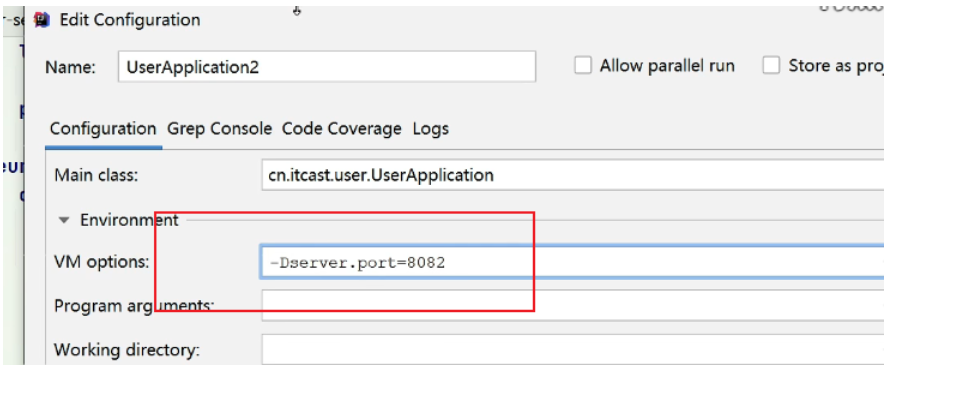 Edit Configuration
Name: UserApplication2 Allow parallel run Store as pro
Configuration Grep Console Code Coverage Logs
Main class: cn.itcast.user.UserApplication
Environment
VM options: -Dserver.port=8082
Program arguments:
Working directory: